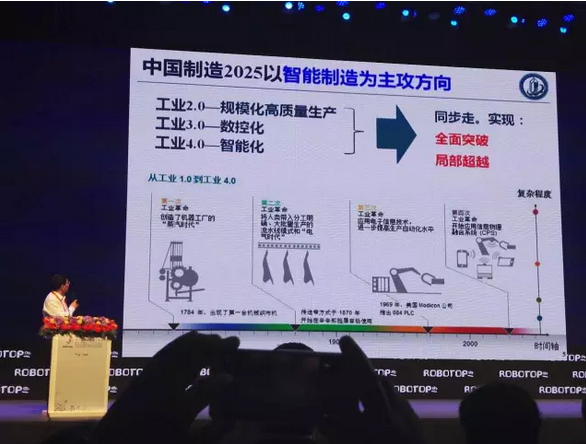 中国制造2025以智能制造为主攻方向
工业2.0—规模化高质量生产
工业3.0—数控化
工业4.0—智能化
同步走。实现：
全面突破
局部超越
从工业 1.0 到工业 4.0
复杂程度
第一次
工业革命
创造了机器工厂的
“蒸汽时代”
第二次
工业革命
将人类带入分工明
确、大批量生产的
流水线模式和“电
气时代”
第三次
工业革命
应用电子信息技术，
进一步提高生产自动化水平
第四次
工业革命
开始应用信息物理
融合系统 (CPS)
1784 年，出现了第一台机械纺织机
传送带方式于 1870 年
1969 年，美国 Modicon 公司
推出 084 PLC
2000
时间轴
ROBOTOP
ROBOTOP
ROBOTOP
ROBOTOP
ROBOTOP